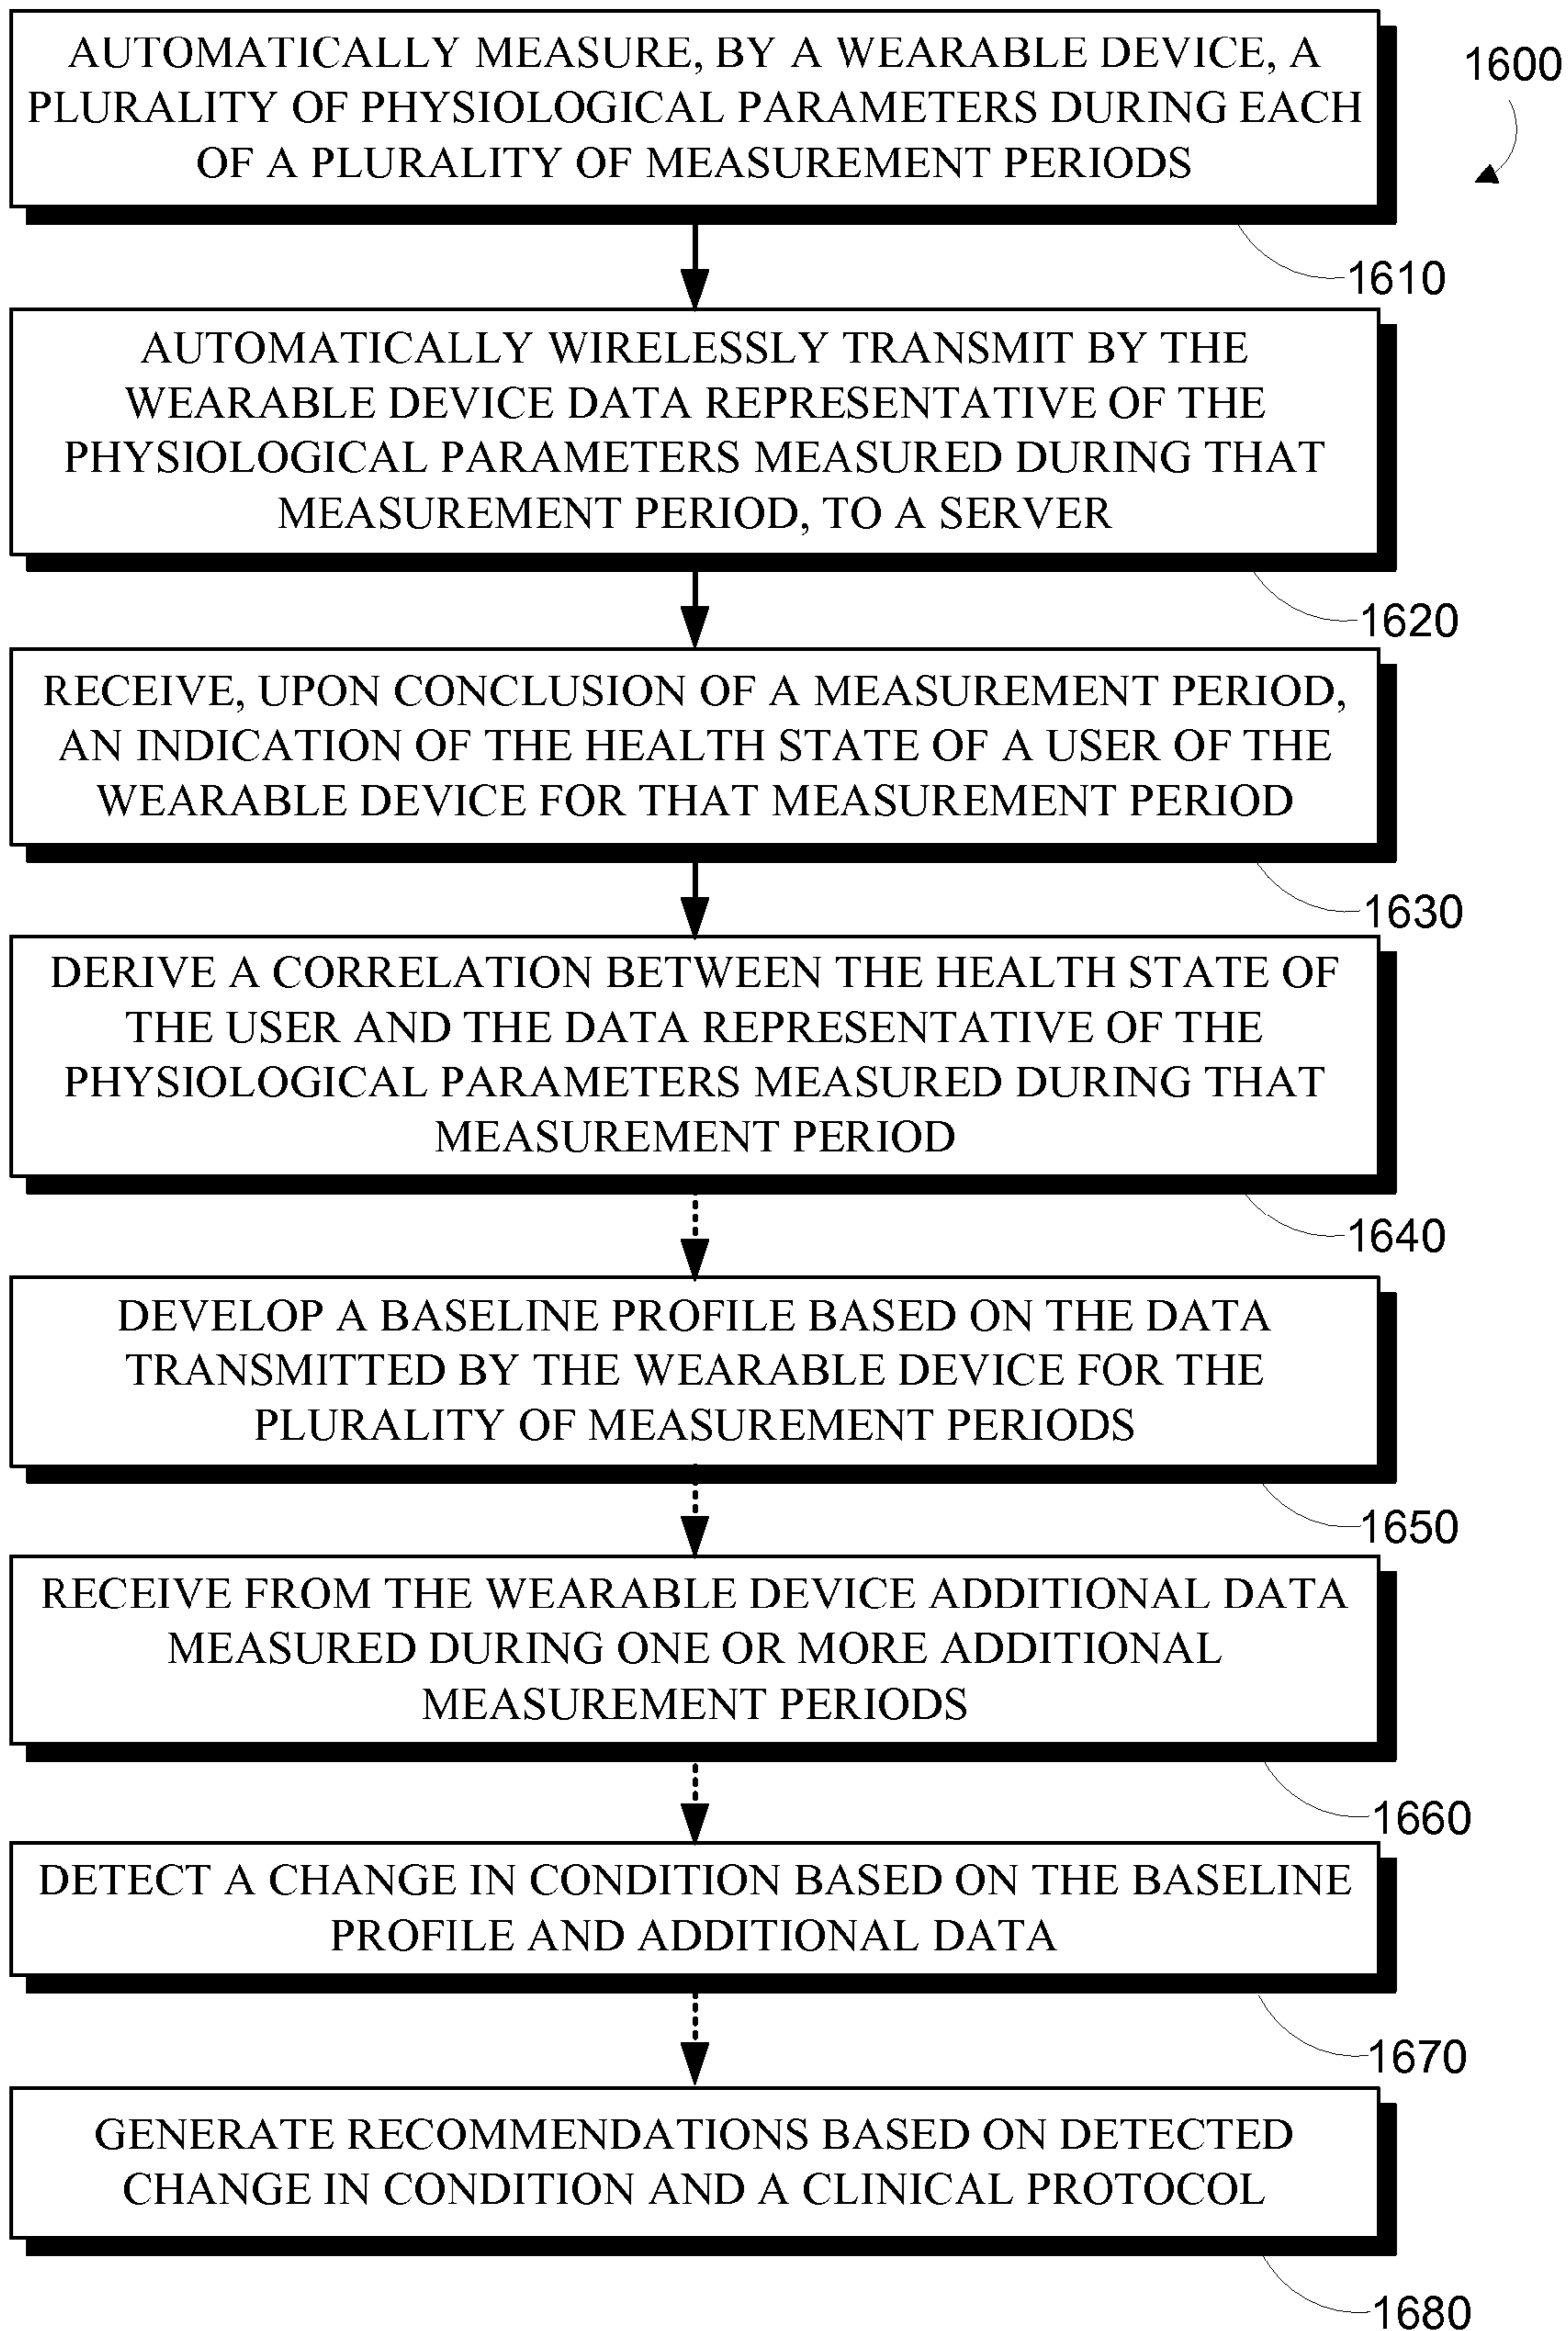 AUTOMATICALLY MEASURE, BY A WEARABLE DEVICE, A
PLURALITY OF PHYSIOLOGICAL PARAMETERS DURING EACH
OF A PLURALITY OF MEASUREMENT PERIODS
1600
1610
AUTOMATICALLY WIRELESSLY TRANSMIT BY THE
WEARABLE DEVICE DATA REPRESENTATIVE OF THE
PHYSIOLOGICAL PARAMETERS MEASURED DURING THAT
MEASUREMENT PERIOD, TO A SERVER
1620
RECEIVE, UPON CONCLUSION OF A MEASUREMENT PERIOD,
AN INDICATION OF THE HEALTH STATE OF A USER OF THE
WEARABLE DEVICE FOR THAT MEASUREMENT PERIOD
1630
DERIVE A CORRELATION BETWEEN THE HEALTH STATE OF
THE USER AND THE DATA REPRESENTATIVE OF THE
PHYSIOLOGICAL PARAMETERS MEASURED DURING THAT
MEASUREMENT PERIOD
1640
DEVELOP A BASELINE PROFILE BASED ON THE DATA
TRANSMITTED BY THE WEARABLE DEVICE FOR THE
PLURALITY OF MEASUREMENT PERIODS
1650
RECEIVE FROM THE WEARABLE DEVICE ADDITIONAL DATA
MEASURED DURING ONE OR MORE ADDITIONAL
MEASUREMENT PERIODS
1660
DETECT A CHANGE IN CONDITION BASED ON THE BASELINE
PROFILE AND ADDITIONAL DATA
1670
GENERATE RECOMMENDATIONS BASED ON DETECTED
CHANGE IN CONDITION AND A CLINICAL PROTOCOL
1680